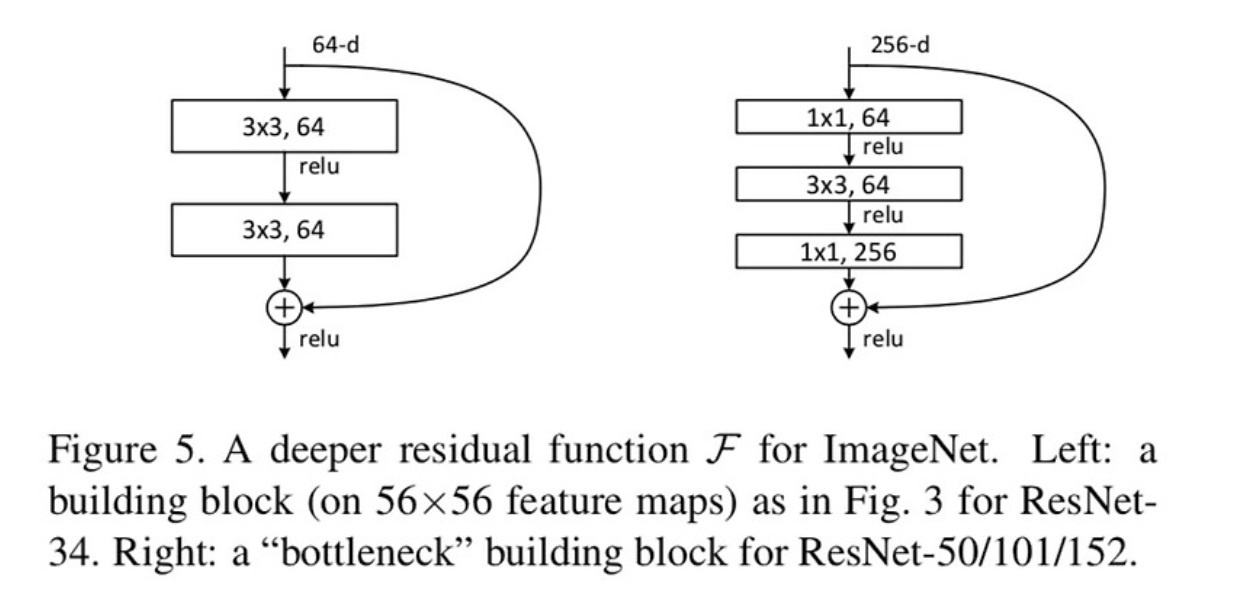 64-d
3x3, 64
relu
3x3, 64
relu
256-d
1x1, 64
relu
3x3, 64
relu
1x1, 256
relu
Figure 5. A deeper residual function F for ImageNet. Left: a
building block (on 56×56 feature maps) as in Fig. 3 for ResNet-
34. Right: a “bottleneck” building block for ResNet-50/101/152.